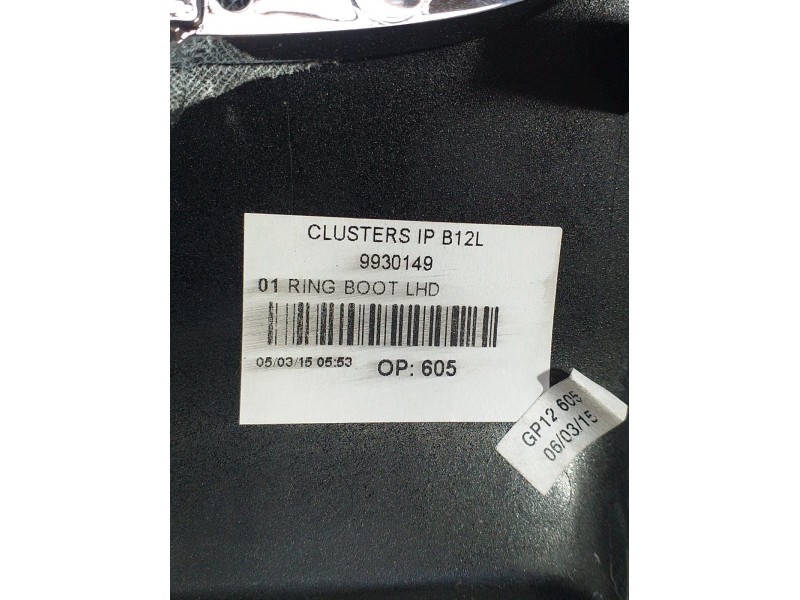 CLUSTERS IP B12L
9930149
01 RING BOOT LHD
05/03/15 05:53 OP: 605
GP12 605
06/03/15